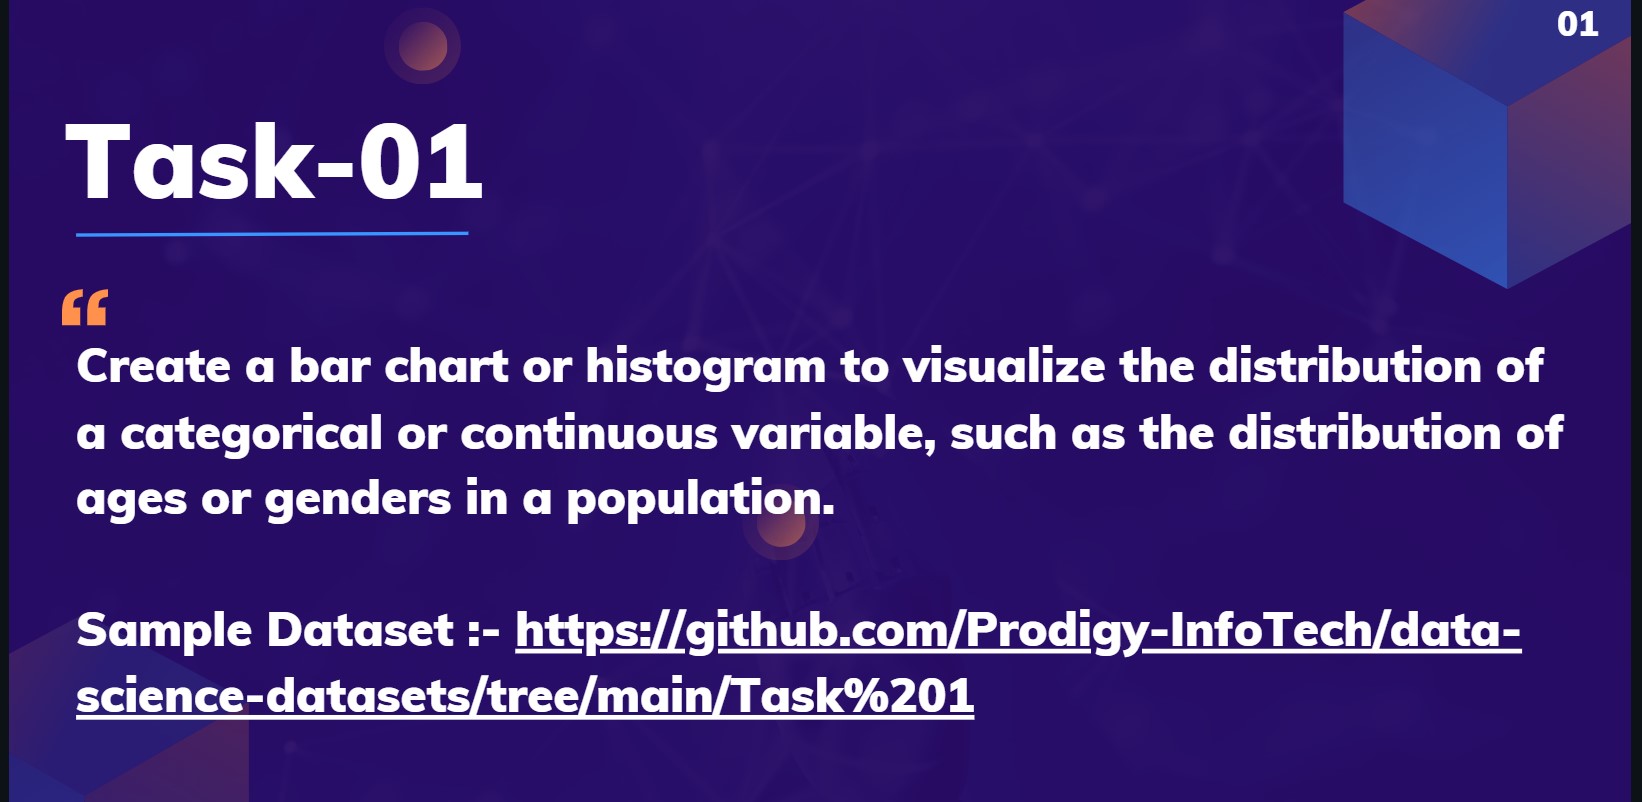 01
Task-01
“
Create a bar chart or histogram to visualize the distribution of
a categorical or continuous variable, such as the distribution of
ages or genders in a population.
Sample Dataset :- https://github.com/Prodigy-InfoTech/data-
science-datasets/tree/main/Task%201